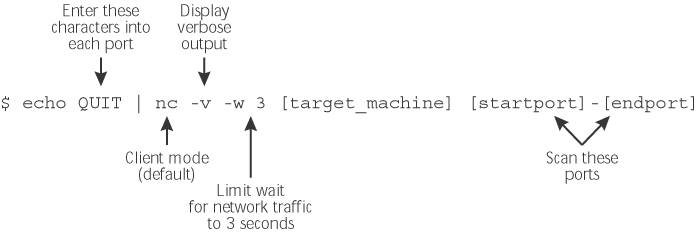 Enter these
characters into
each port
Display
verbose
output
$ echo QUIT | nc -v -w 3 [target_machine] [startport]-[endport]
Client mode
(default)
Limit wait
for network traffic
to 3 seconds
Scan these
ports